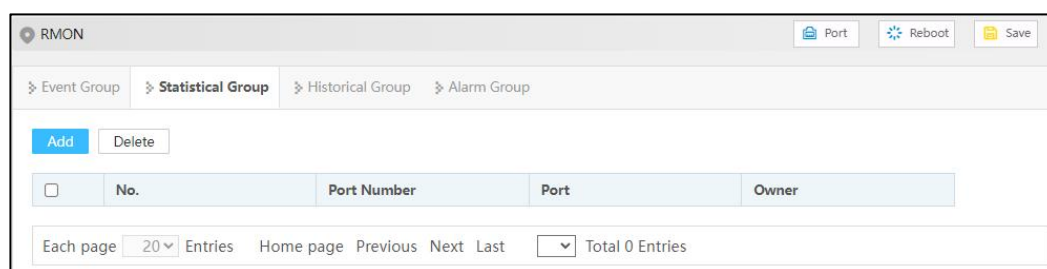 RMON Port Reboot Save
Event Group Statistical Group Historical Group Alarm Group
Add Delete
No. Port Number Port Owner
Each page 20 Entries Home page Previous Next Last Total 0 Entries